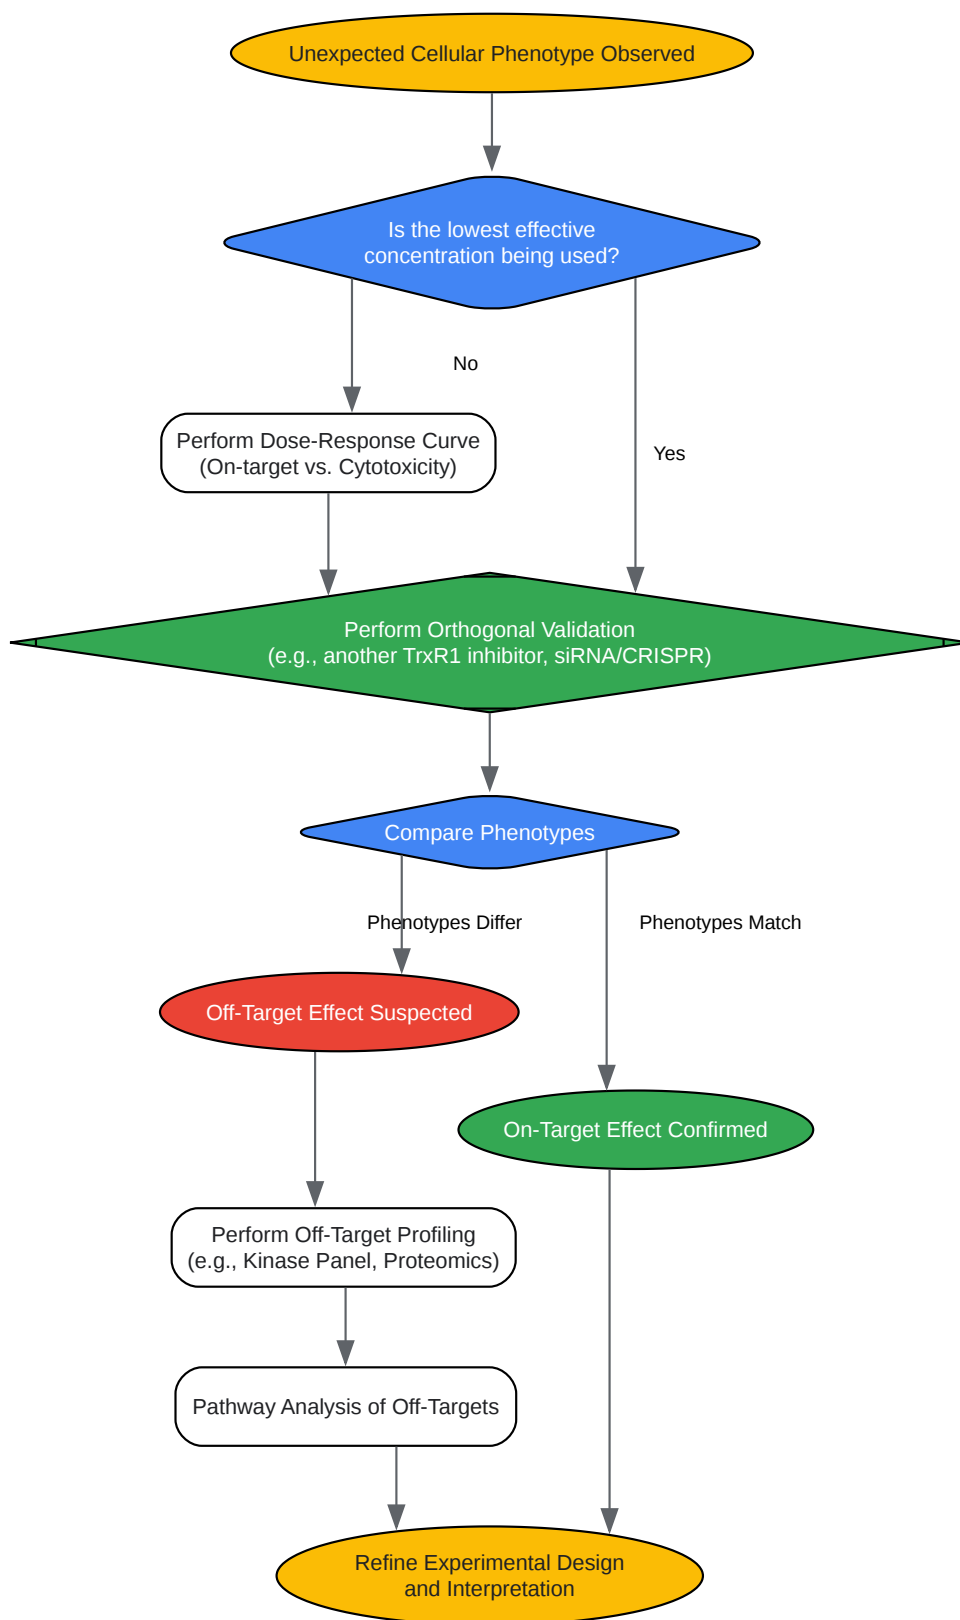 Unexpected Cellular Phenotype Observed
Is the lowest effective
concentration being used?
No
Perform Dose-Response Curve
(On-target vs. Cytotoxicity)
Yes
Perform Orthogonal Validation
(e.g., another TrxR1 inhibitor, siRNA/CRISPR)
Compare Phenotypes
Phenotypes Differ
Phenotypes Match
Off-Target Effect Suspected
On-Target Effect Confirmed
Perform Off-Target Profiling
(e.g., Kinase Panel, Proteomics)
Pathway Analysis of Off-Targets
Refine Experimental Design
and Interpretation